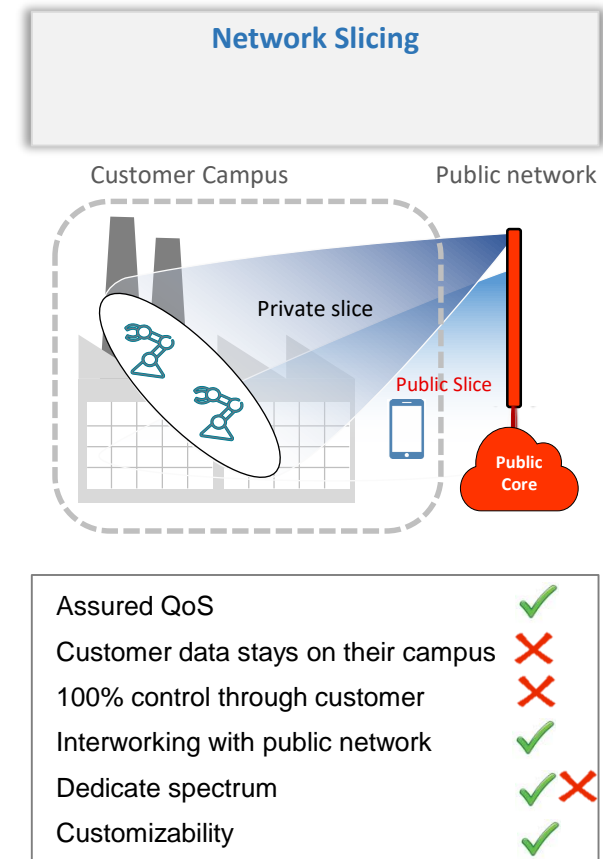 Network Slicing
Customer Campus
Public network
Private slice
Public Slice
Public
Core
Assured QoS
Customer data stays on their campus
100% control through customer
Interworking with public network
Dedicate spectrum
Customizability